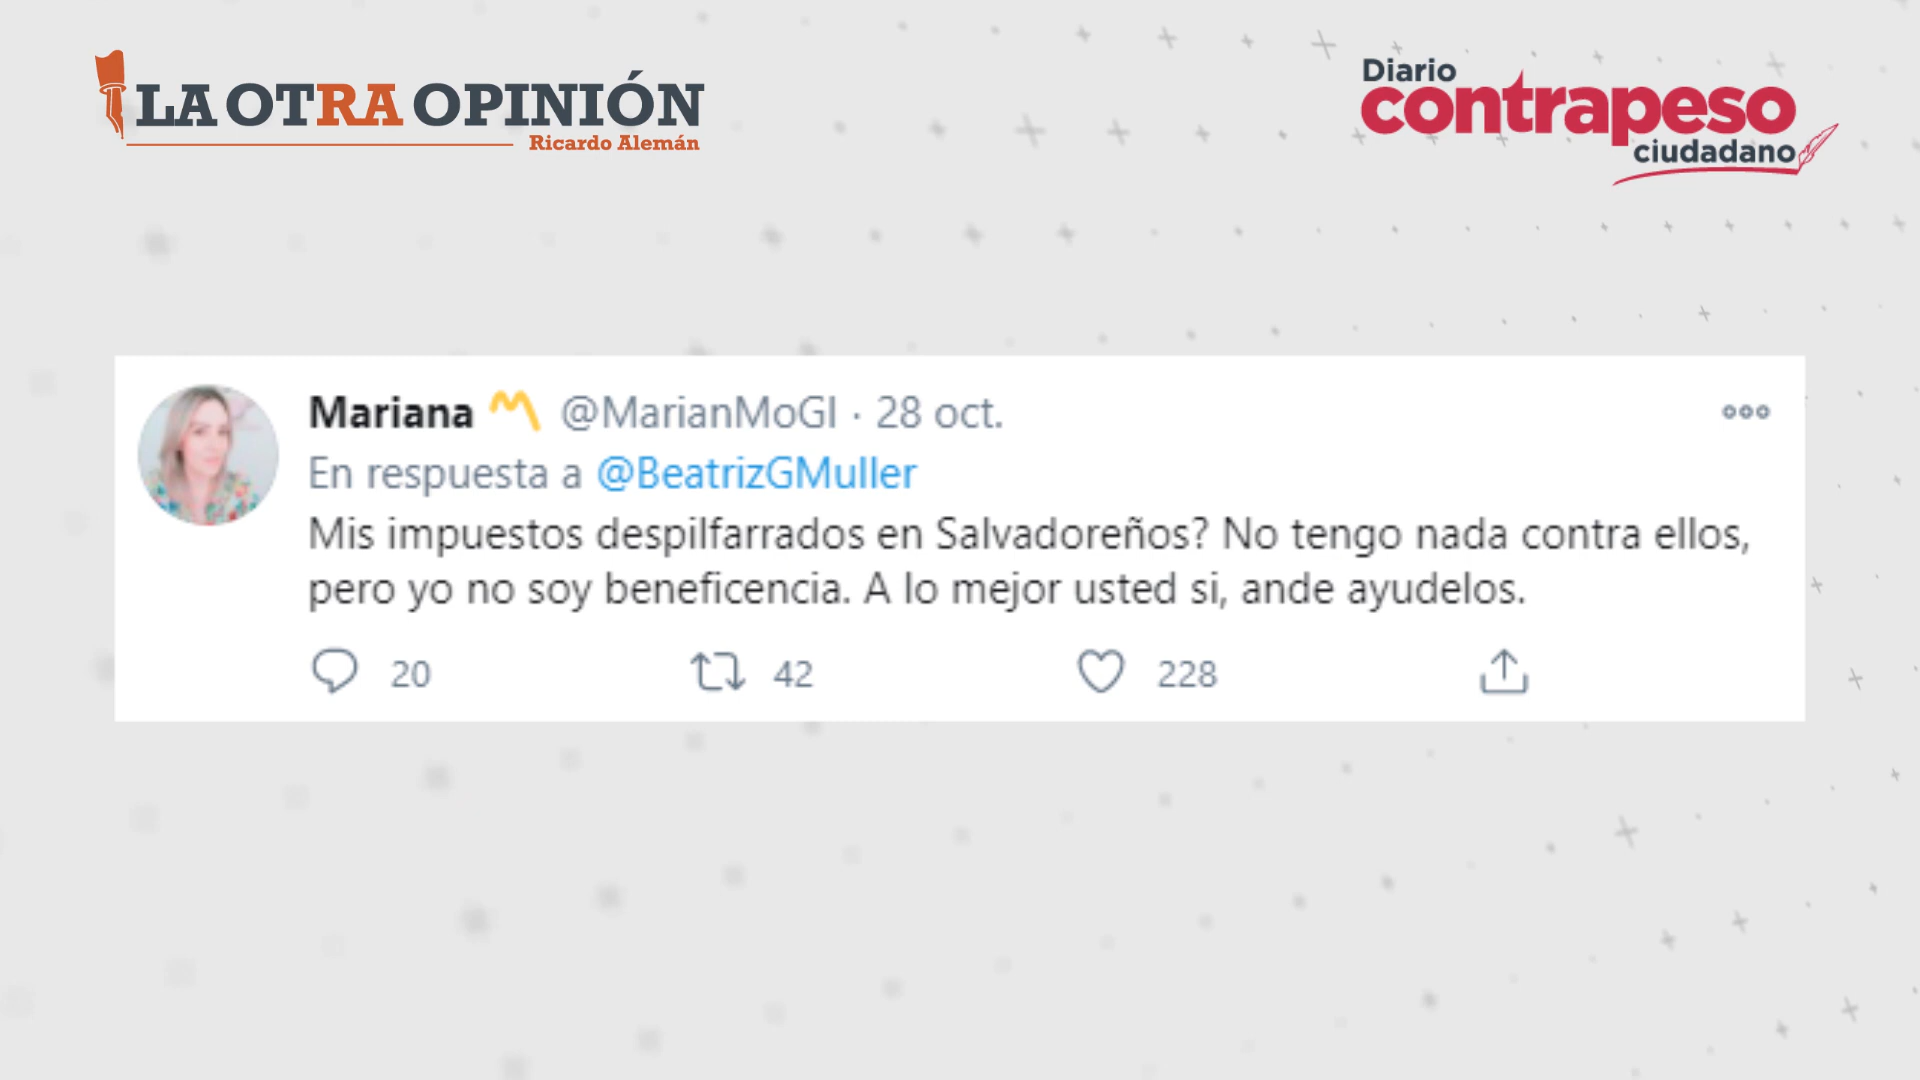 LA OTRA OPINIÓN
Ricardo Alemán
Diario
contrapeso
ciudadano
Mariana @MarianMoGI · 28 oct.
En respuesta a @BeatrizGMuller
Mis impuestos despilfarrados en Salvadoreños? No tengo nada contra ellos,
pero yo no soy beneficencia. A lo mejor usted si, ande ayudelos.
20 42 228